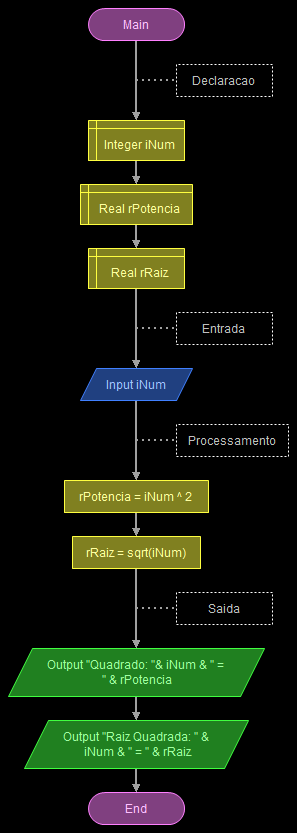 Main
Declaracao
Integer iNum
Real rPotencia
Real rRaiz
Entrada
Input iNum
Processamento
rPotencia = iNum ^ 2
rRaiz = sqrt(iNum)
Saida
Output "Quadrado: "& iNum & " =
" & rPotencia
Output "Raiz Quadrada: " &
iNum & " = " & rRaiz
End